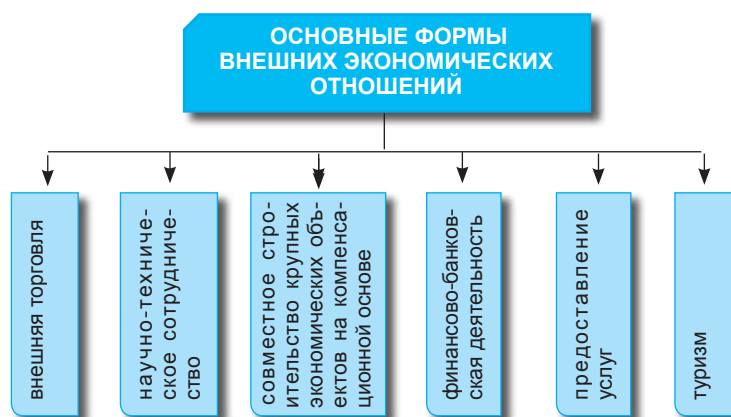 ОСНОВНЫЕ ФОРМЫ
ВНЕШНИХ ЭКОНОМИЧЕСКИХ
ОТНОШЕНИЙ
внешняя торговля
научно-техниче-
ское сотрудниче-
ство
совместное стро-
ительство крупных
экономических объ-
ектов на компенса-
ционной основе
финансово-банков-
ская деятельность
предоставление
услуг
туризм